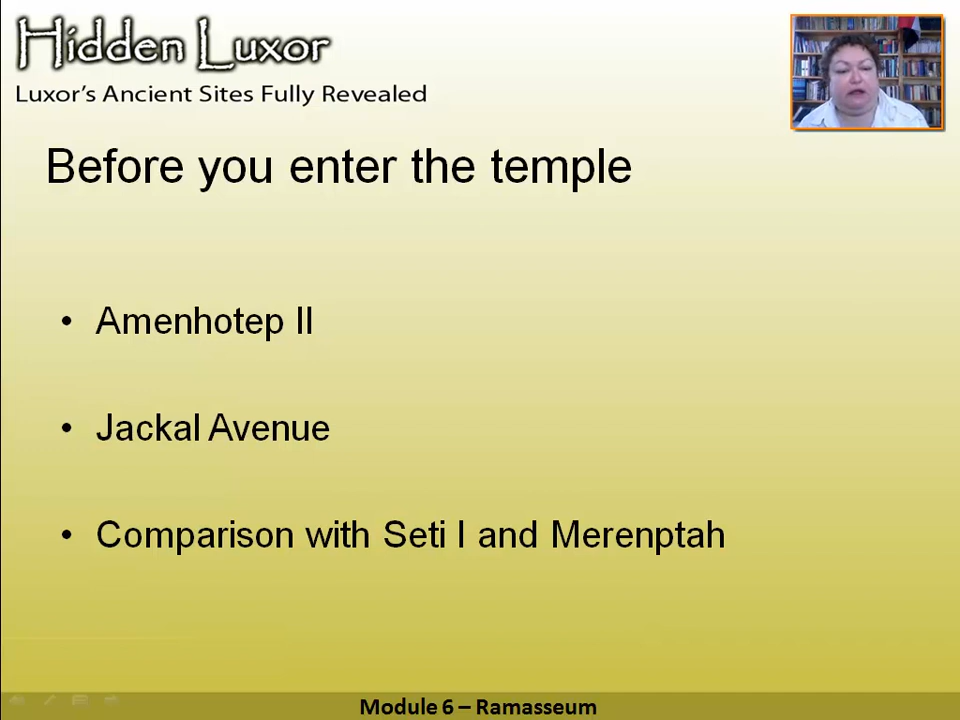 Hidden Luxor
Luxor's Ancient Sites Fully Revealed
Before you enter the temple
• Amenhotep II
• Jackal Avenue
• Comparison with Seti I and Merenptah
Module 6 – Ramasseum